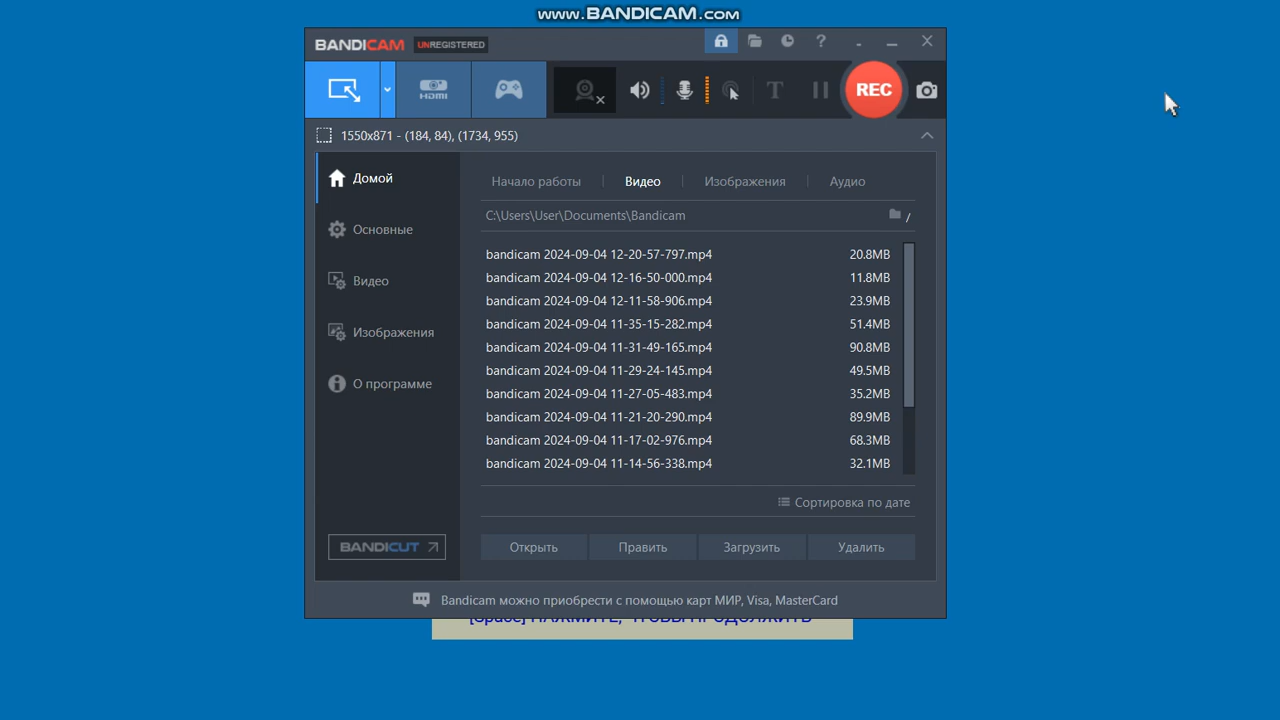 www.BANDICAM.com
BANDICAM UNREGISTERED
HDMI
T
REC
1550x871 - (184, 84), (1734, 955)
Домой
Основные
Видео
Изображения
О программе
BANDICUT
Начало работы
Видео
Изображения
Аудио
C:\Users\User\Documents\Bandicam
/
bandicam 2024-09-04 12-20-57-797.mp4 20.8MB
bandicam 2024-09-04 12-16-50-000.mp4 11.8MB
bandicam 2024-09-04 12-11-58-906.mp4 23.9MB
bandicam 2024-09-04 11-35-15-282.mp4 51.4MB
bandicam 2024-09-04 11-31-49-165.mp4 90.8MB
bandicam 2024-09-04 11-29-24-145.mp4 49.5MB
bandicam 2024-09-04 11-27-05-483.mp4 35.2MB
bandicam 2024-09-04 11-21-20-290.mp4 89.9MB
bandicam 2024-09-04 11-17-02-976.mp4 68.3MB
bandicam 2024-09-04 11-14-56-338.mp4 32.1MB
Сортировка по дате
Открыть
Править
Загрузить
Удалить
Bandicam можно приобрести с помощью карт МИР, Visa, MasterCard
[Space] НАЖМИТЕ, ЧТОБЫ ПРОДОЛЖИТЬ